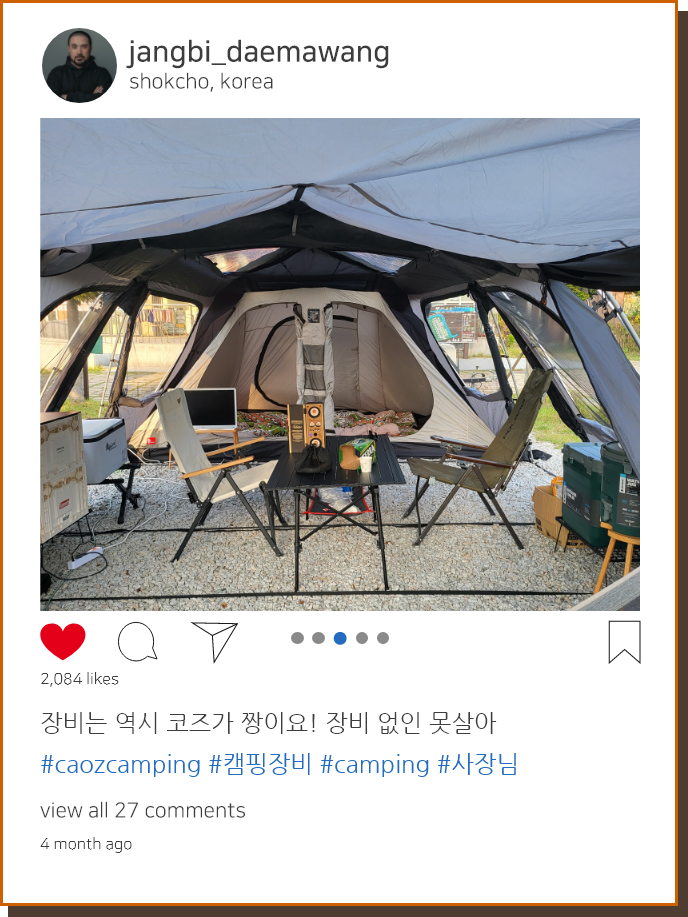 jangbi_daemawang
shokcho, korea
2,084 likes
장비는 역시 코즈가 짱이요! 장비 없인 못살아
#caozcamping #캠핑장비 #camping #사장님
view all 27 comments
4 month ago